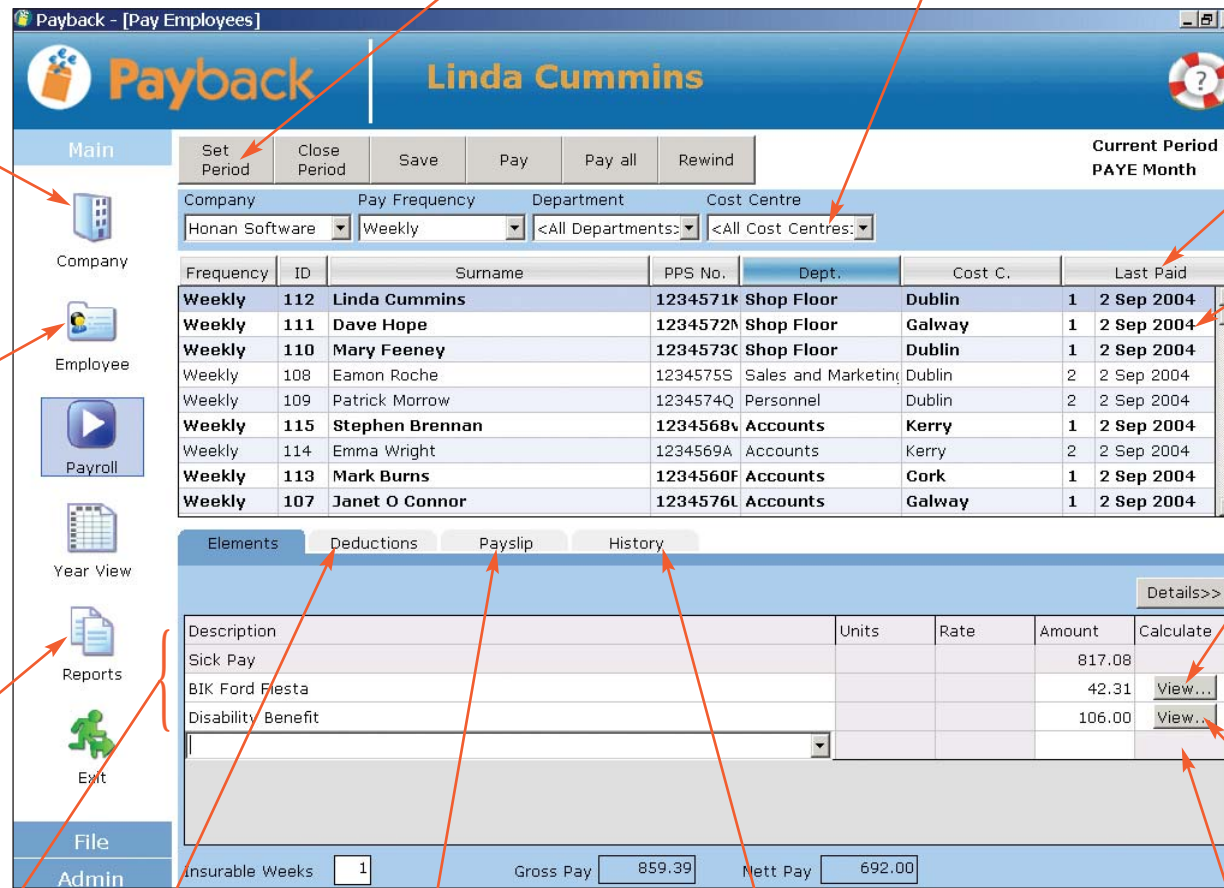 Payback - [Pay Employees]
Payback
Linda Cummins
?
Main
Company
Employee
Payroll
Year View
Reports
Exit
File
Admin
Set Period
Close Period
Save
Pay
Pay all
Rewind
Current Period
PAYE Month
Company
Pay Frequency
Department
Cost Centre
Honan Software
Weekly
<All Departments>
<All Cost Centres:
Frequency ID Surname PPS No. Dept. Cost C. Last Paid
Weekly 112 Linda Cummins 1234571K Shop Floor Dublin 1 2 Sep 2004
Weekly 111 Dave Hope 1234572 Shop Floor Galway 1 2 Sep 2004
Weekly 110 Mary Feeney 1234573 Shop Floor Dublin 1 2 Sep 2004
Weekly 108 Eamon Roche 1234575S Sales and Marketing Dublin 2 2 Sep 2004
Weekly 109 Patrick Morrow 1234574Q Personnel Dublin 2 2 Sep 2004
Weekly 115 Stephen Brennan 1234568 Accounts Kerry 1 2 Sep 2004
Weekly 114 Emma Wright 1234569A Accounts Kerry 2 2 Sep 2004
Weekly 113 Mark Burns 1234560 Accounts Cork 1 2 Sep 2004
Weekly 107 Janet O Connor 1234576 Accounts Galway 1 2 Sep 2004
Elements Deductions Payslip History
Details>>
Description Units Rate Amount Calculate
Sick Pay 817.08
BIK Ford Fiesta 42.31 View...
Disability Benefit 106.00 View...
Insurable Weeks 1 Gross Pay 859.39 Nett Pay 692.00